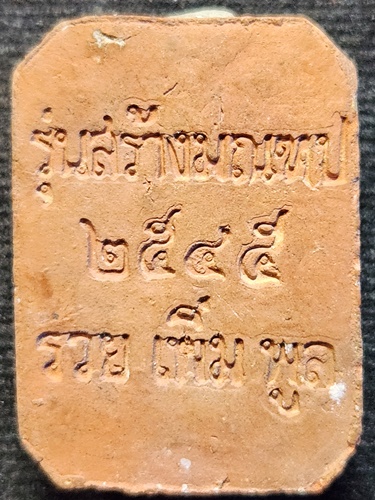 รุ่นสร้างมณฑป
๒๕๔๕
รวย เพิ่ม พูล